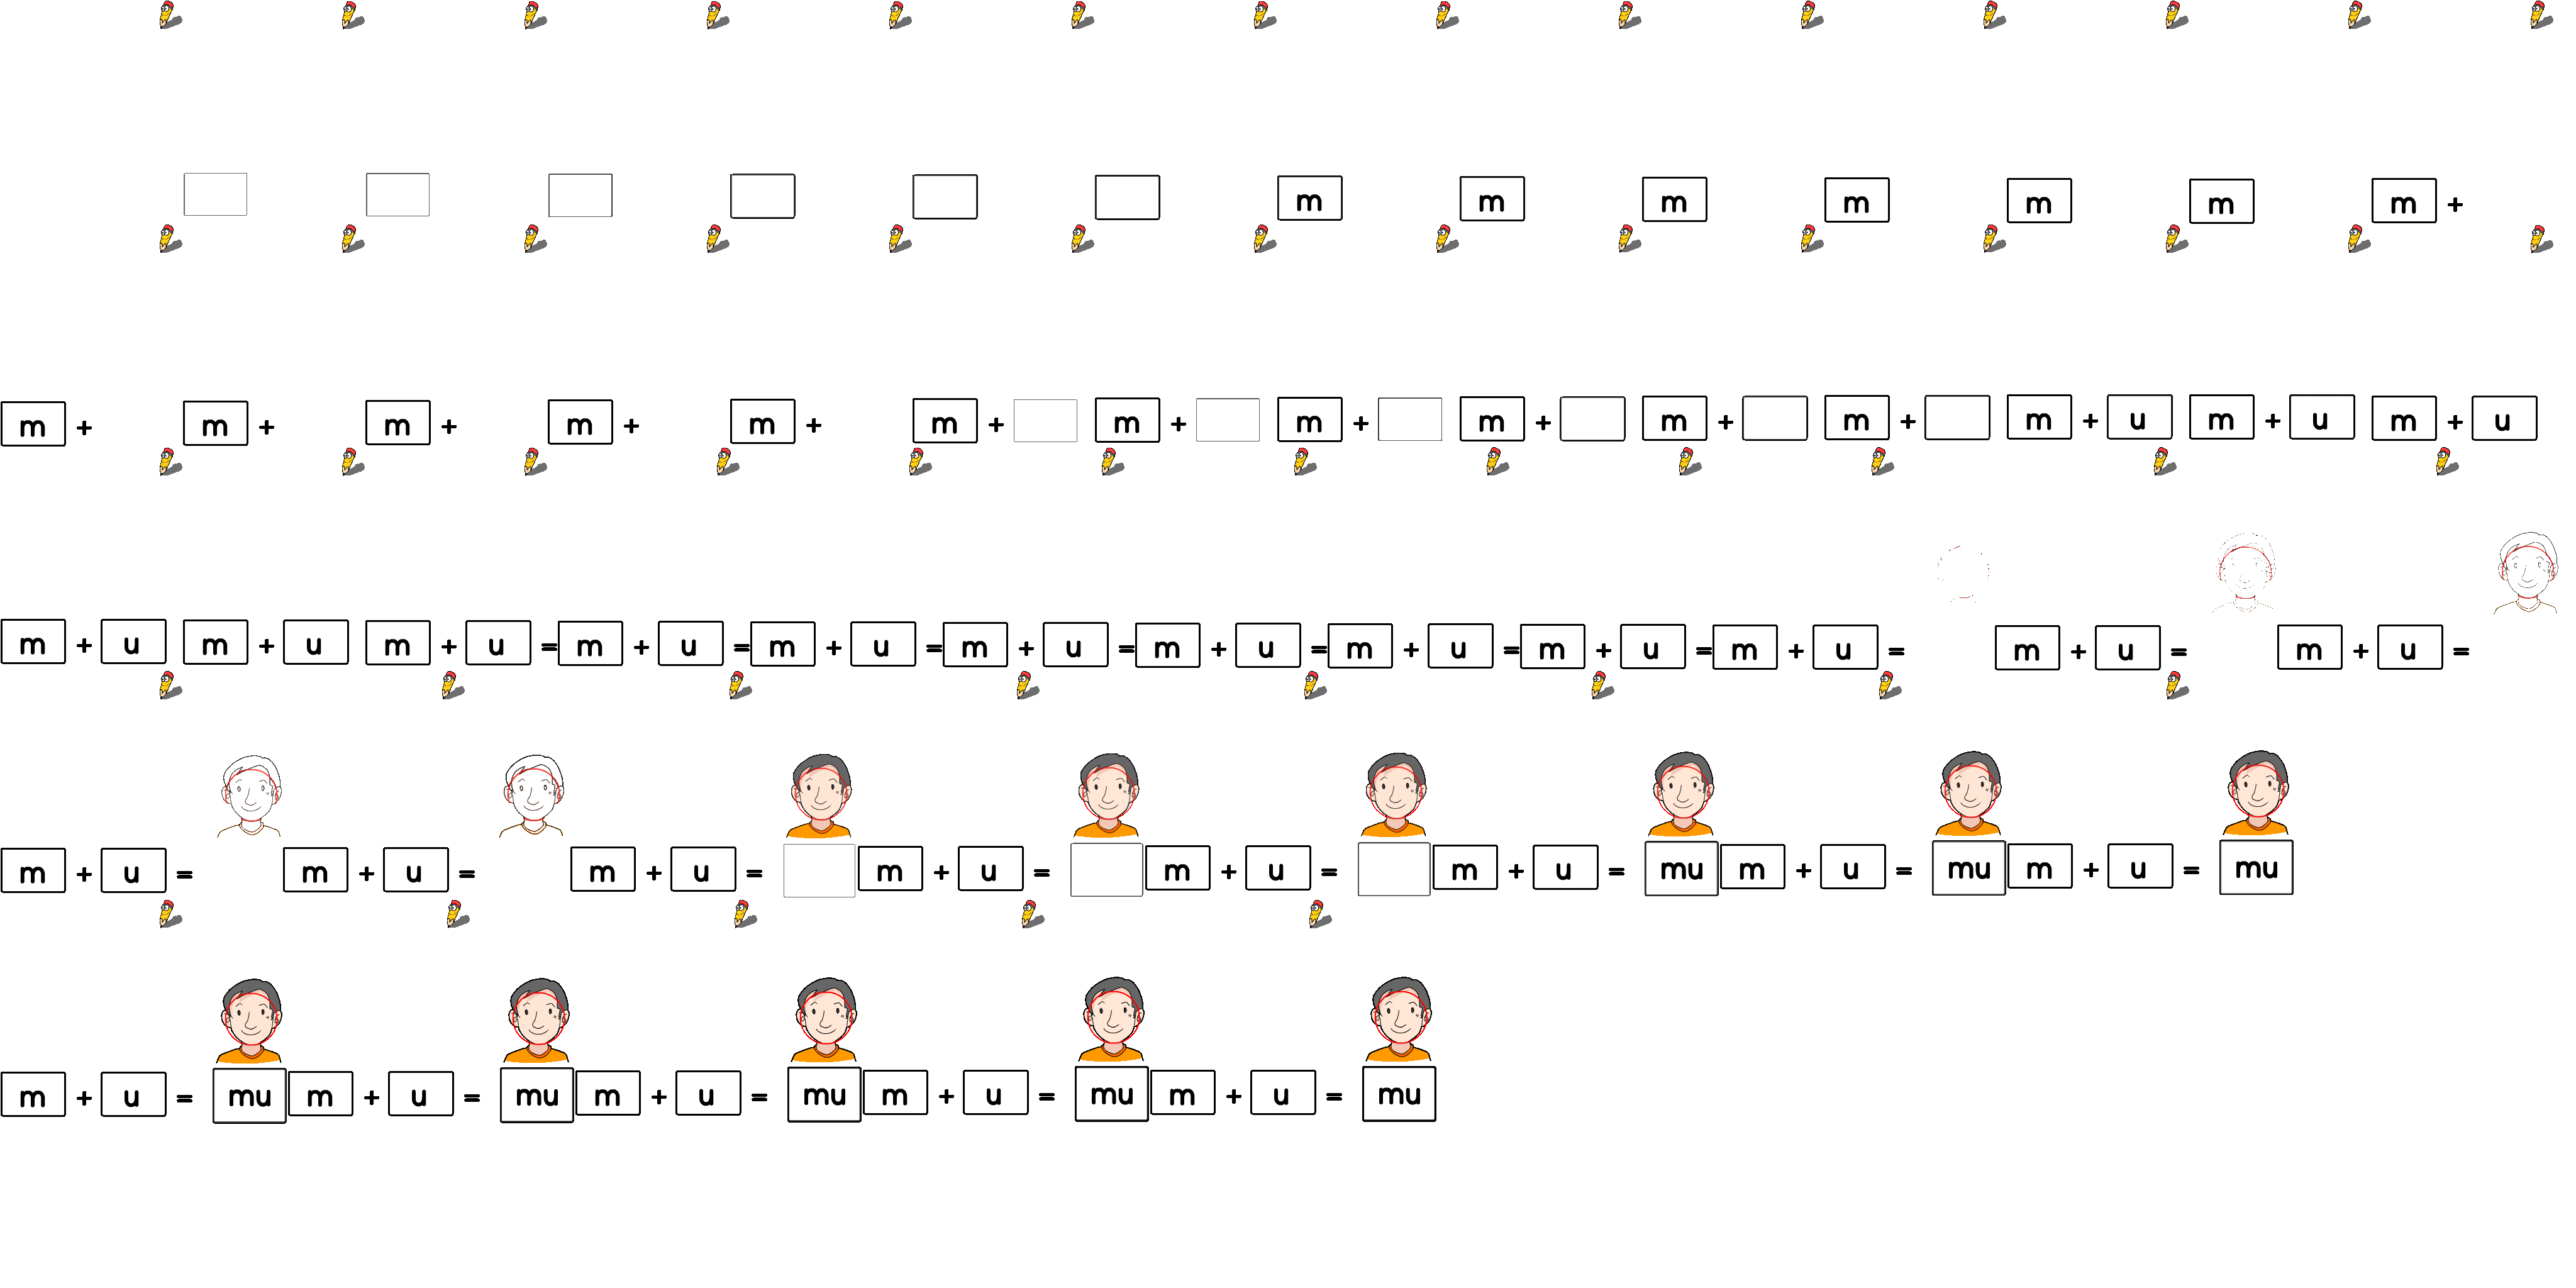 m m m m m m m +
m + m + m + m + m + m + m + m + m + m + m + m + u m + u m + u
m + u m + u m + u = m + u = m + u = m + u = m + u = m + u = m + u = m + u = m + u = m + u =
m + u = m + u = m + u = m + u = m + u = m + u = mu m + u = mu m + u = mu
m + u = mu m + u = mu m + u = mu m + u = mu m + u = mu